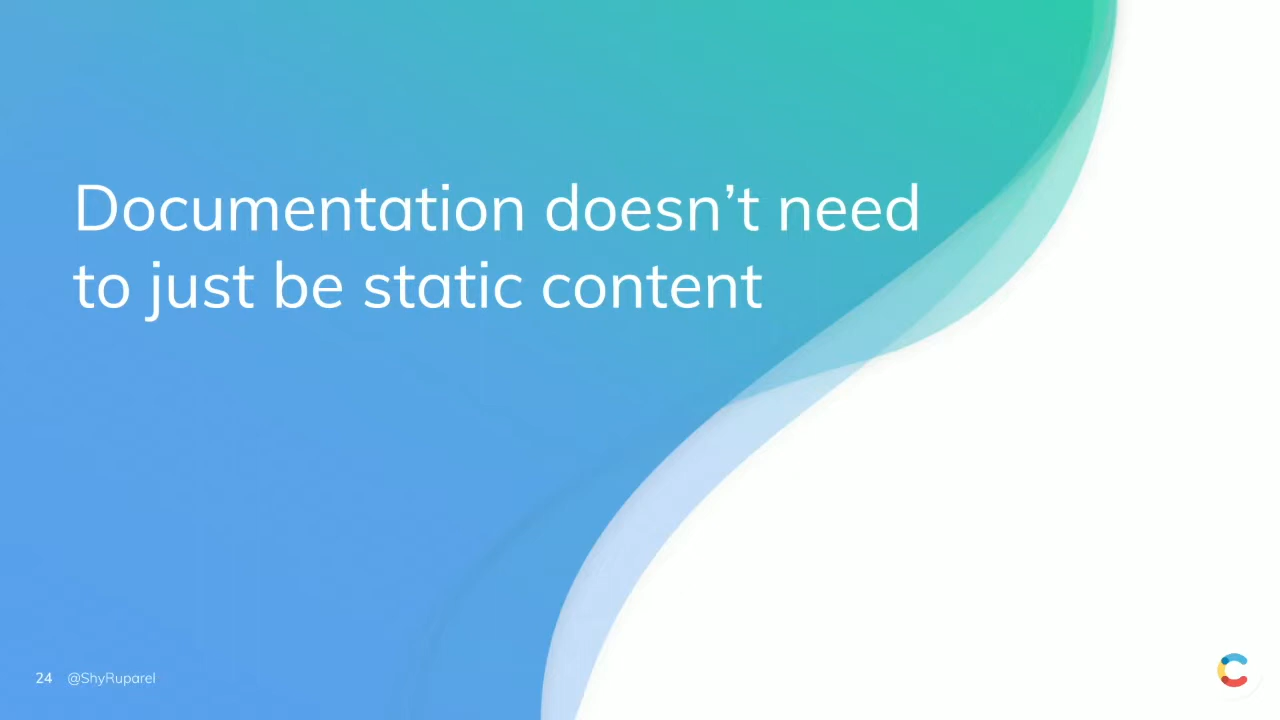 Documentation doesn’t need
to just be static content
24 @ShyRuparel